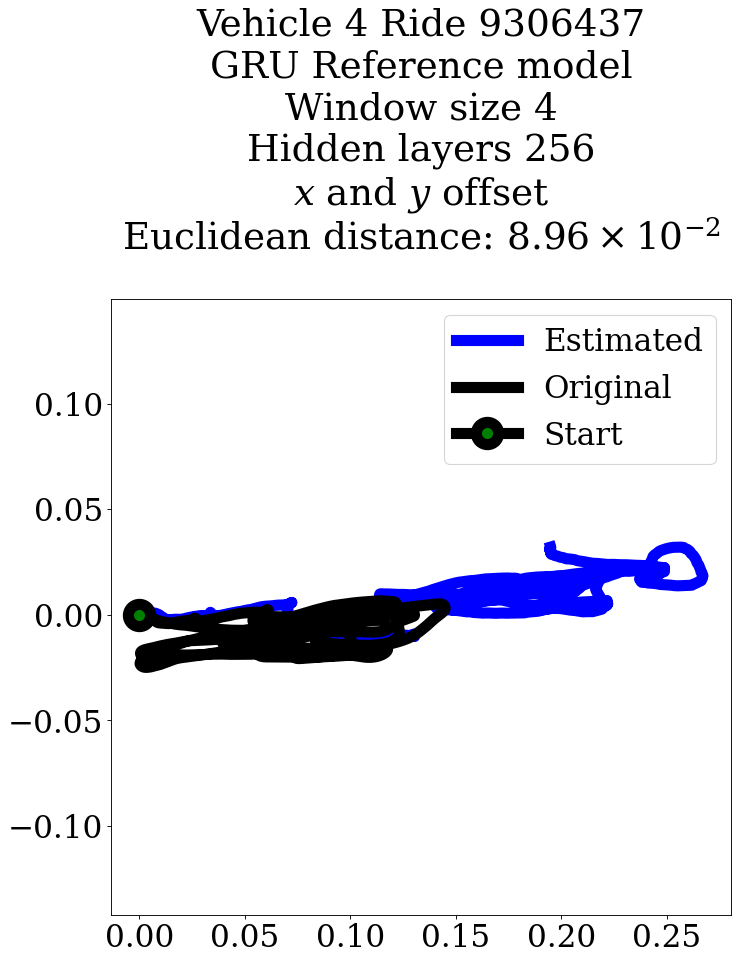 Vehicle 4 Ride 9306437
GRU Reference model
Window size 4
Hidden layers 256
x and y offset
Euclidean distance: 8.96 × 10⁻²
Estimated
Original
Start
0.10
0.05
0.00
−0.05
−0.10
0.00 0.05 0.10 0.15 0.20 0.25